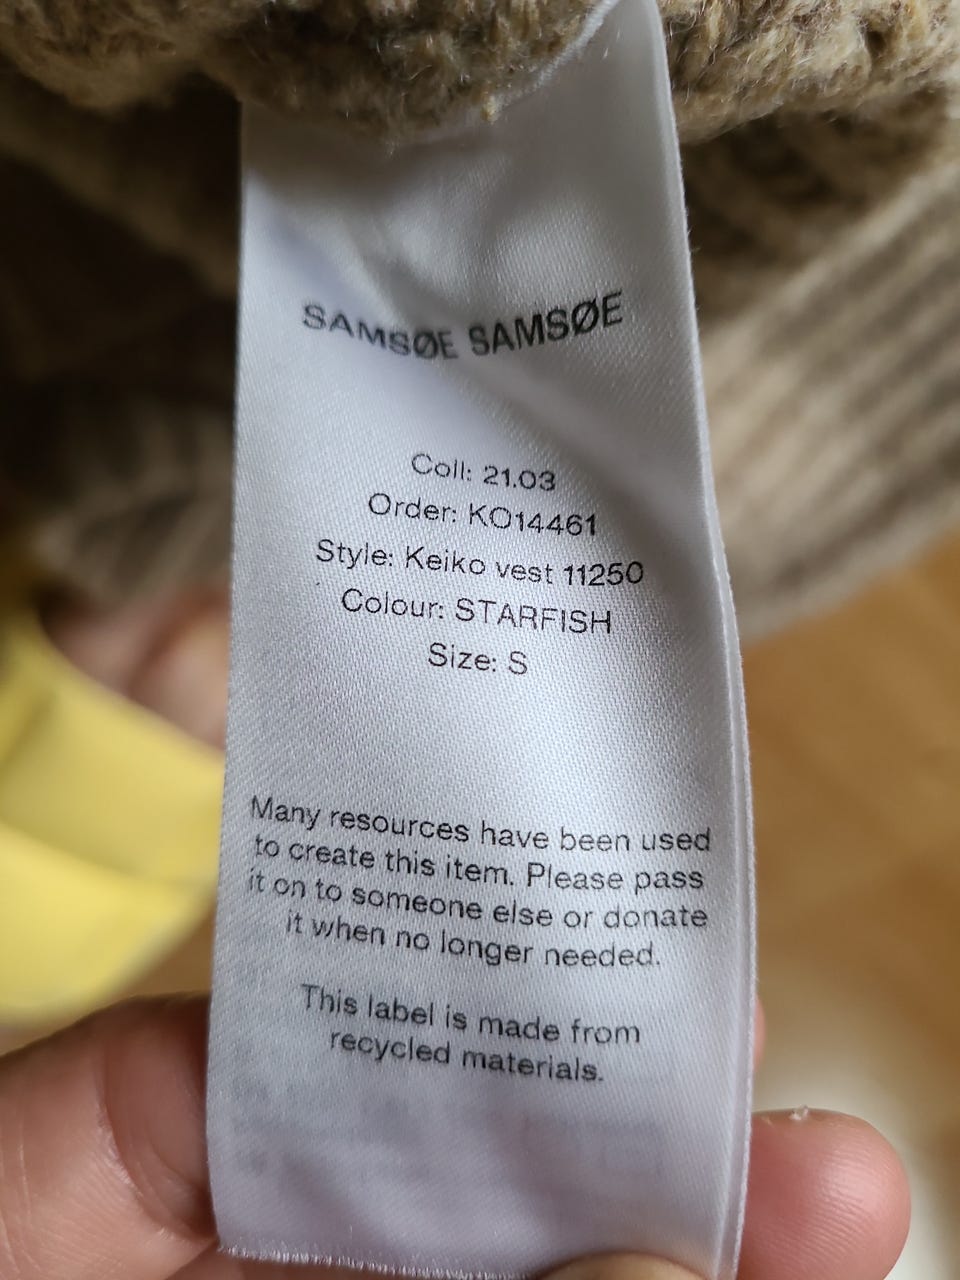 SAMSØE SAMSØE
Coll: 21.03
Order: KO14461
Style: Keiko vest 11250
Colour: STARFISH
Size: S
Many resources have been used
to create this item. Please pass
it on to someone else or donate
it when no longer needed.
This label is made from
recycled materials.